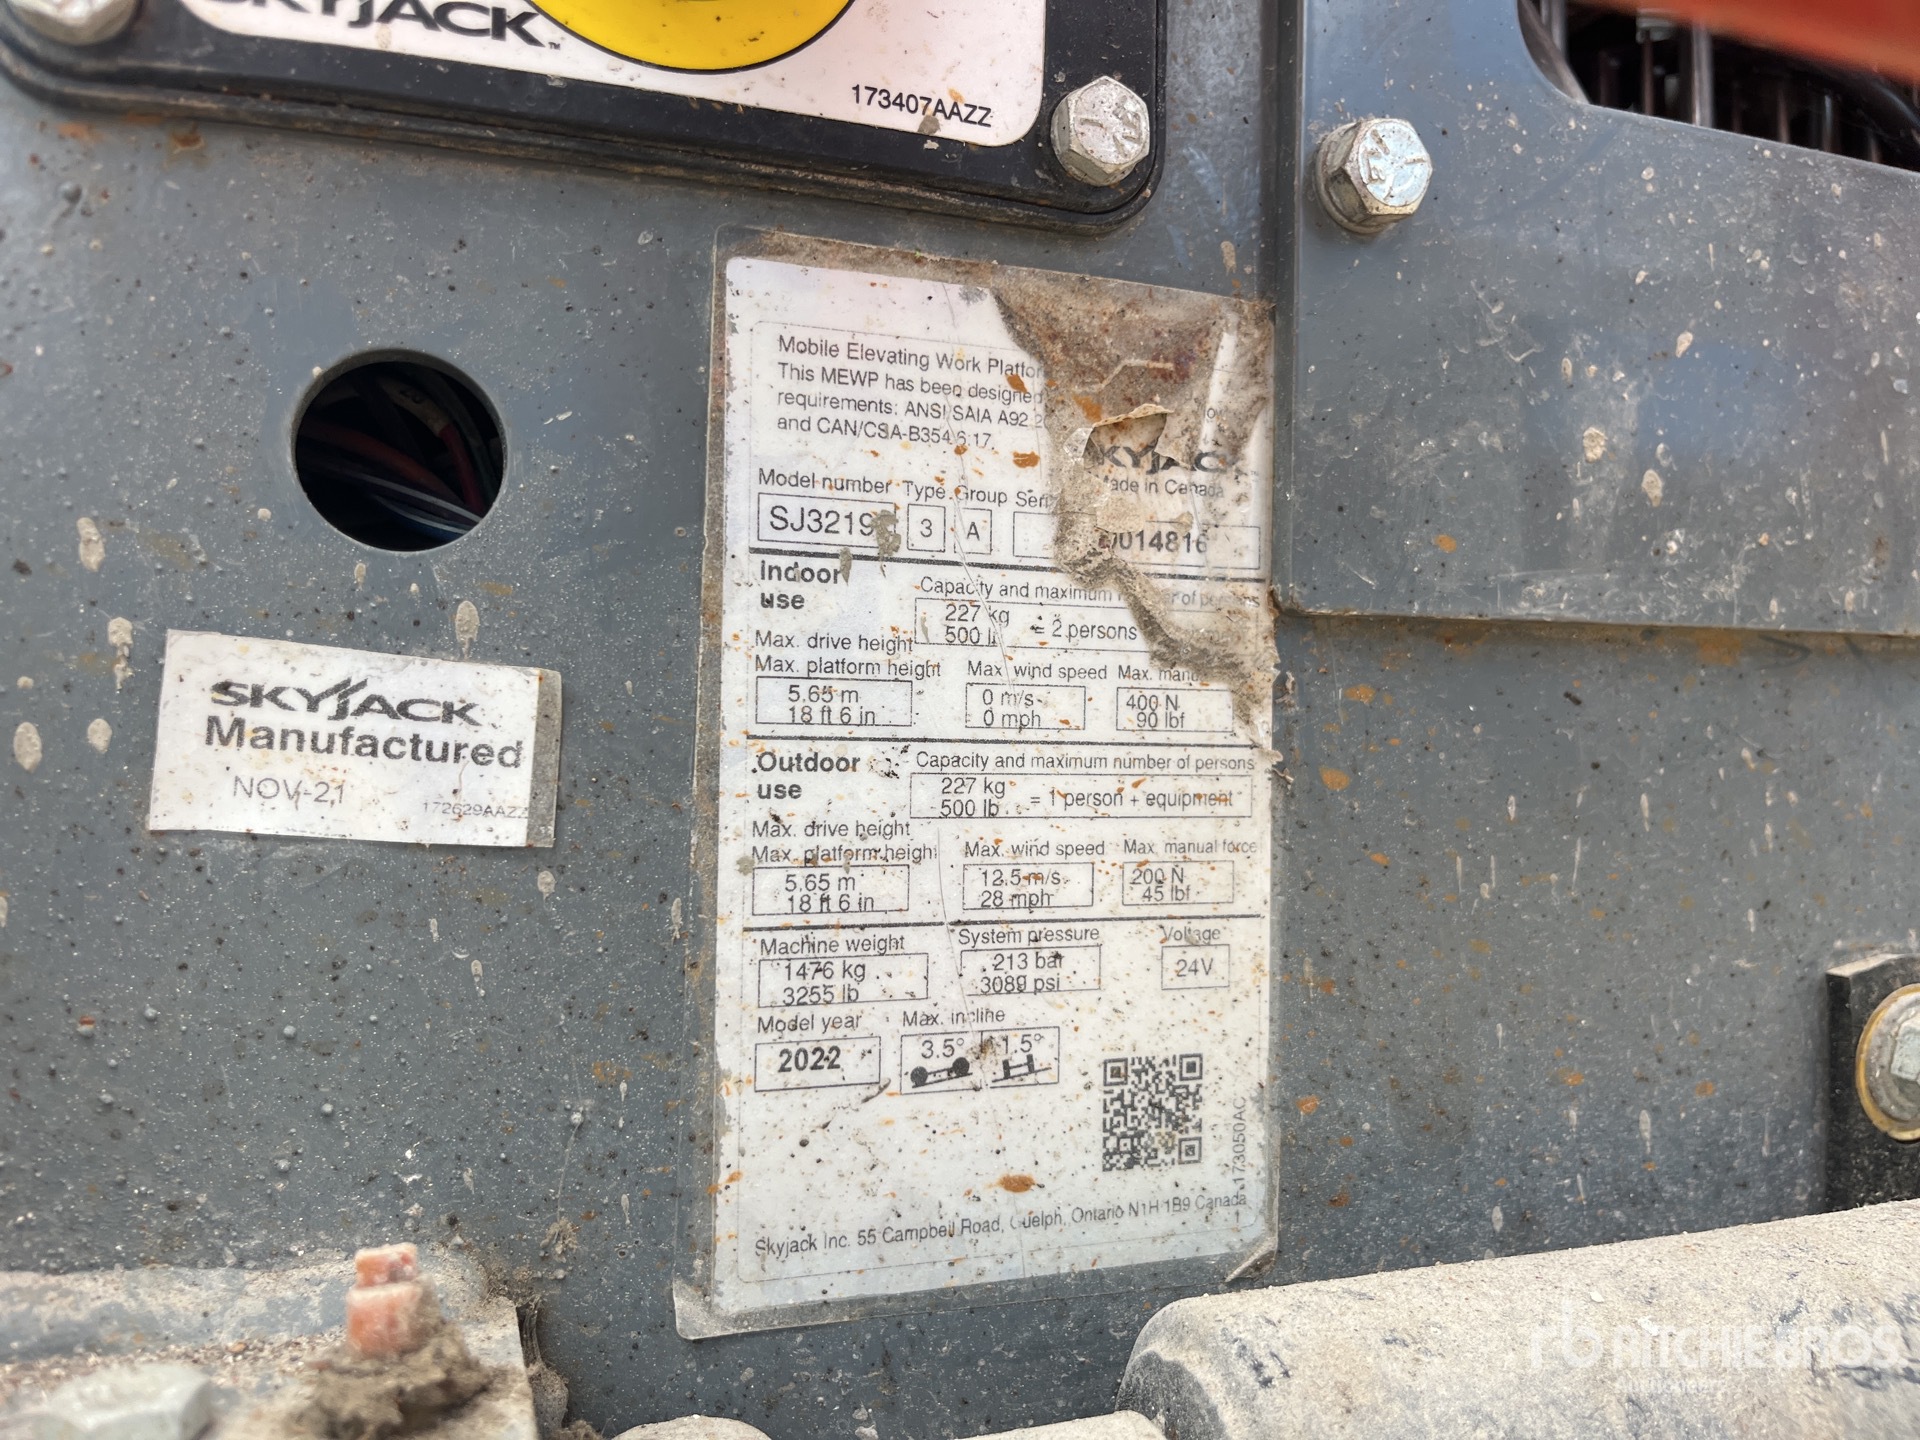 SKYJACK
173407AAZZ
Mobile Elevating Work
This MEWP has been designed
requirements: ANSI SAIA A92
and CAN/CSA-B354.6:17.
Made in Canada
Model number Type Group
3 A
Indoor
use
Capacity and maximum of persons
227 kg
500 lb = 2 persons
Max. drive height
Max. platform height Max wind speed Max.
5.65 m
18 ft 6 in
0 m/s
0 mph
400 N
90 lbf
Outdoor
use
Capacity and maximum number of persons
227 kg
500 lb = 1 person + equipment
Max. drive height
Max. platform height Max. wind speed Max. manual force
5.65 m
18 ft 6 in
12.5 m/s
28 mph
200 N
45 lbf
Machine weight System pressure Voltage
1476 kg
3255 lb
213 bar
3089 psi
24V
Model year Max. incline
2022 3.5° 1.5°
173050AC
Skyjack Inc. 55 Campbell Road, Guelph, Ontario N1H 1B9 Canada
SKYJACK
Manufactured
NOV-21
172629AAZZ
rb RITCHIE BROS
Auctioneers